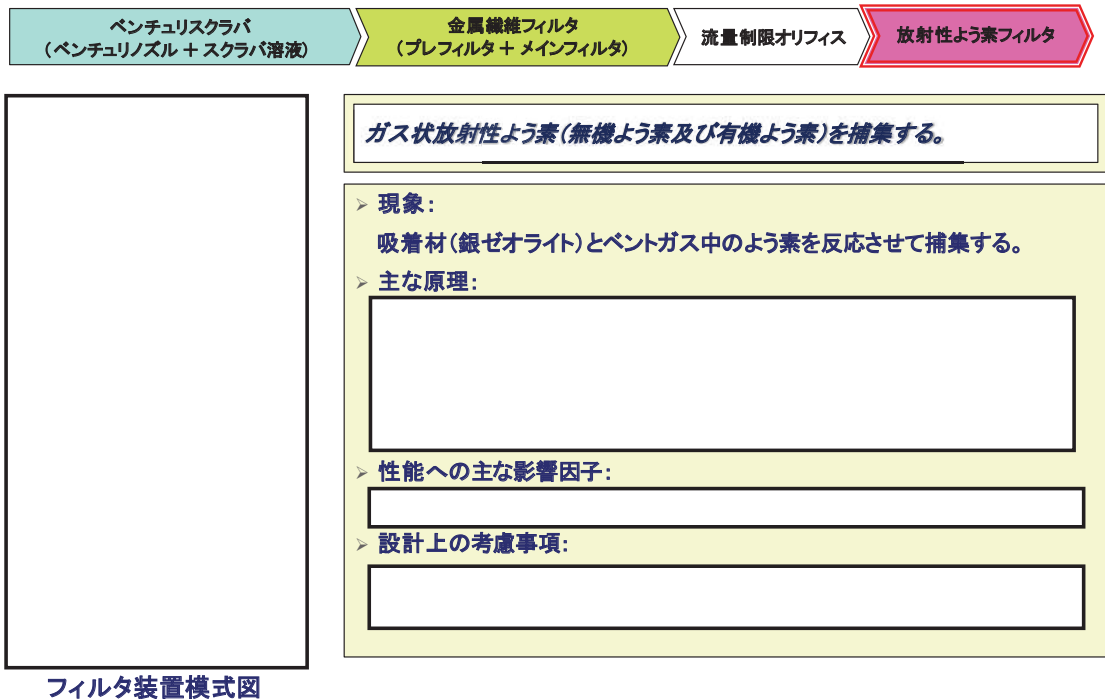 ベンチュリスクラバ
（ベンチュリノズル ＋ スクラバ溶液）
金属繊維フィルタ
（プレフィルタ ＋ メインフィルタ）
流量制限オリフィス
放射性よう素フィルタ
ガス状放射性よう素（無機よう素及び有機よう素）を捕集する。
➢ 現象：
吸着材（銀ゼオライト）とベントガス中のよう素を反応させて捕集する。
➢ 主な原理：
➢ 性能への主な影響因子：
➢ 設計上の考慮事項：
フィルタ装置模式図